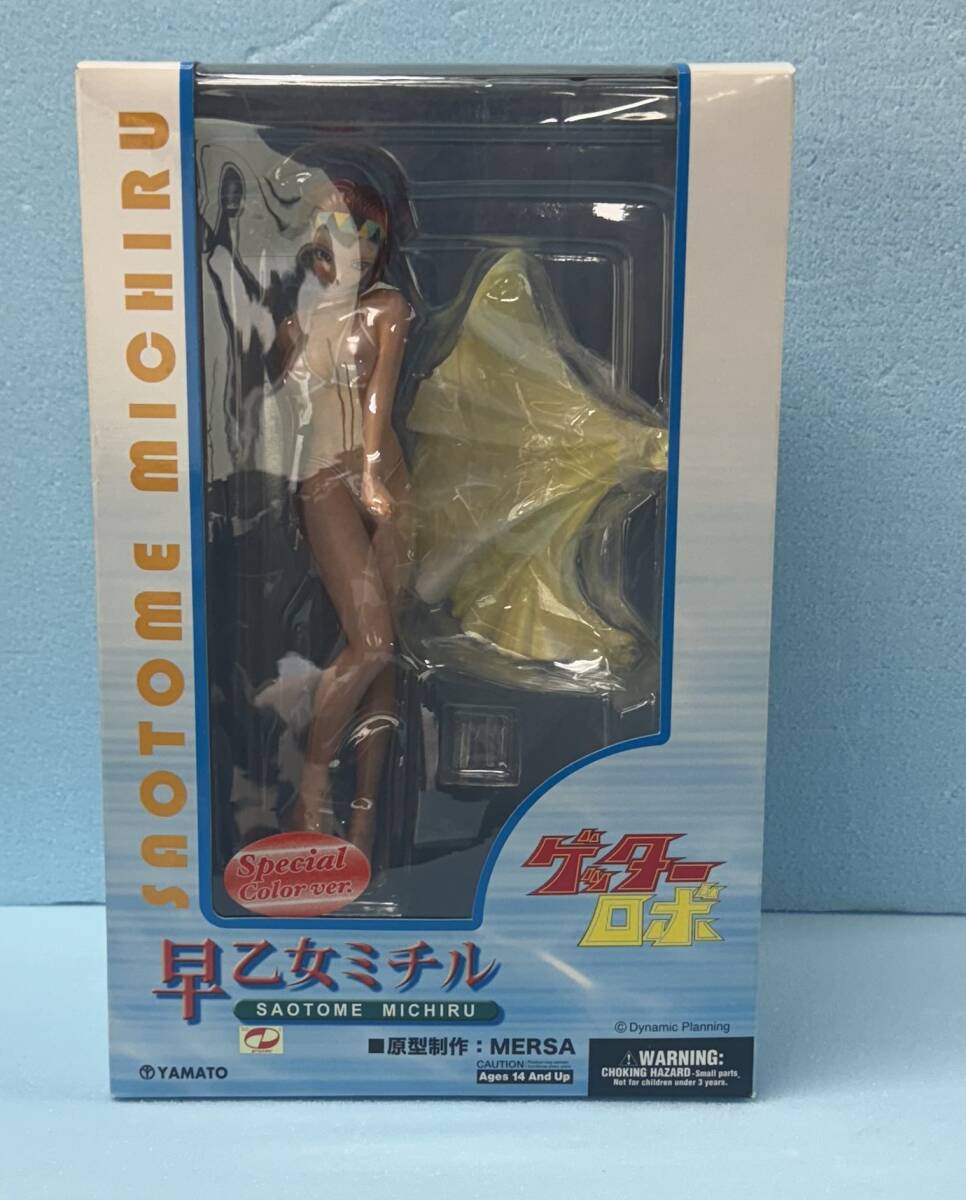 SAOTOME MICHIRU
Special
Color ver.
ゲッター
ロボ
早乙女ミチル
SAOTOME MICHIRU
©Dynamic Planning
■原型制作：MERSA
YAMATO
CAUTION
Ages 14 And Up
WARNING:
CHOKING HAZARD-Small parts.
Not for children under 3 years.